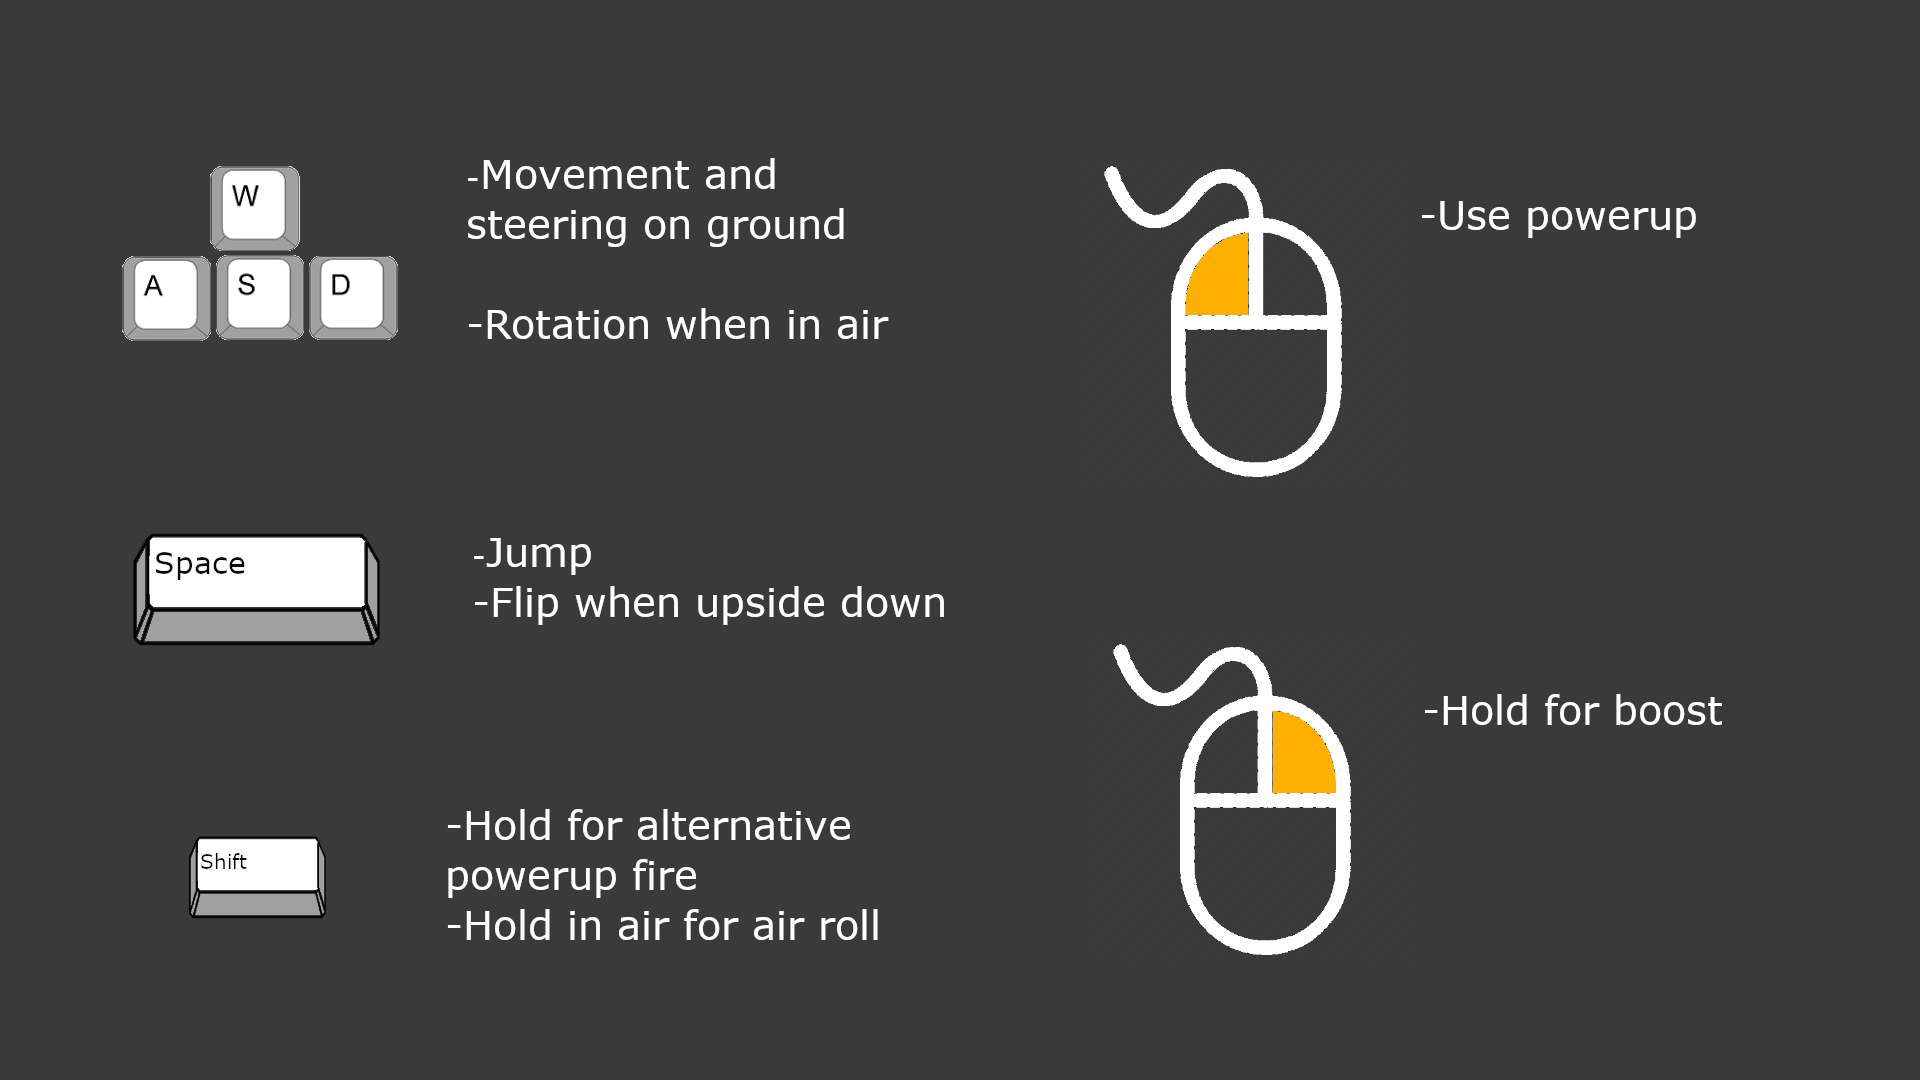 W
A S D
-Movement and
steering on ground
-Rotation when in air
Space
-Jump
-Flip when upside down
Shift
-Hold for alternative
powerup fire
-Hold in air for air roll
-Use powerup
-Hold for boost